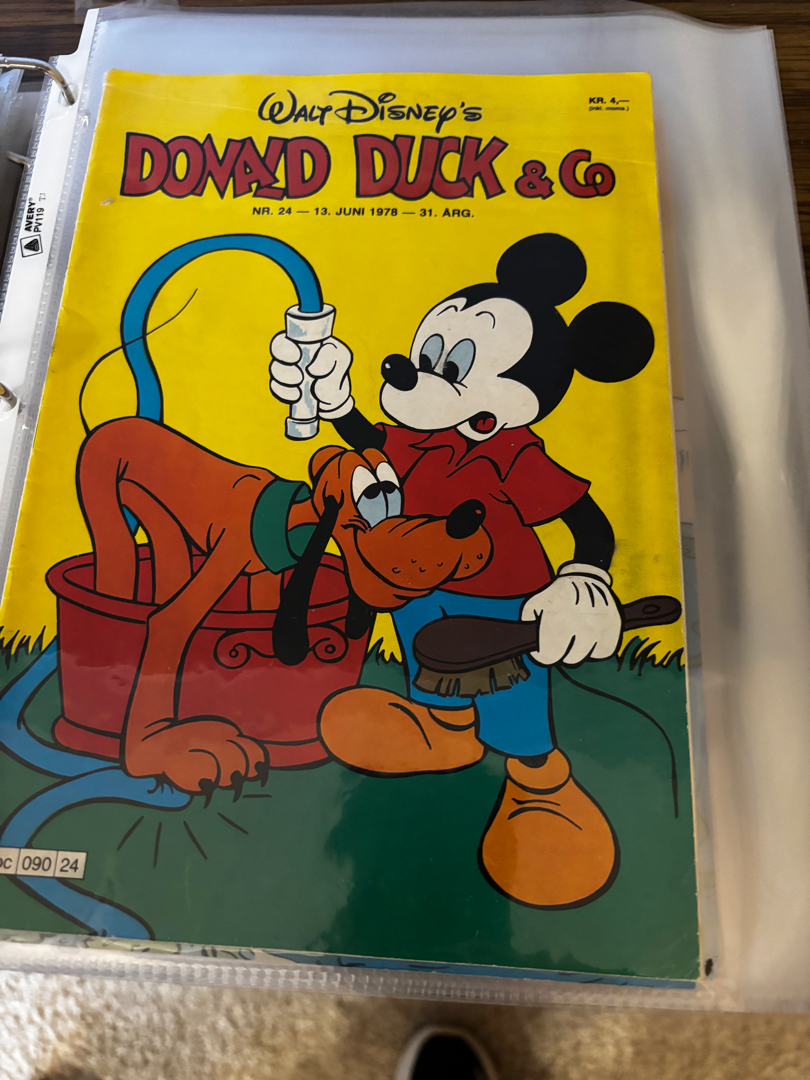 WALT DISNEY'S
KR. 4,—
(inkl. moms.)
DONALD DUCK & CO
NR. 24 — 13. JUNI 1978 — 31. ÅRG.
AVERY®
PV119
090 24